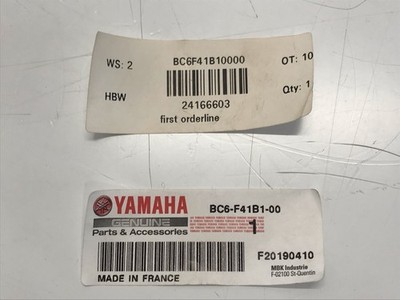 WS: 2
BC6F41B10000
OT: 10
HBW
24166603
Qty: 1
first orderline
YAMAHA
GENUINE
Parts & Accessories
BC6-F41B1-00
1
F20190410
MADE IN FRANCE
MBK Industrie
F-02100 St-Quentin